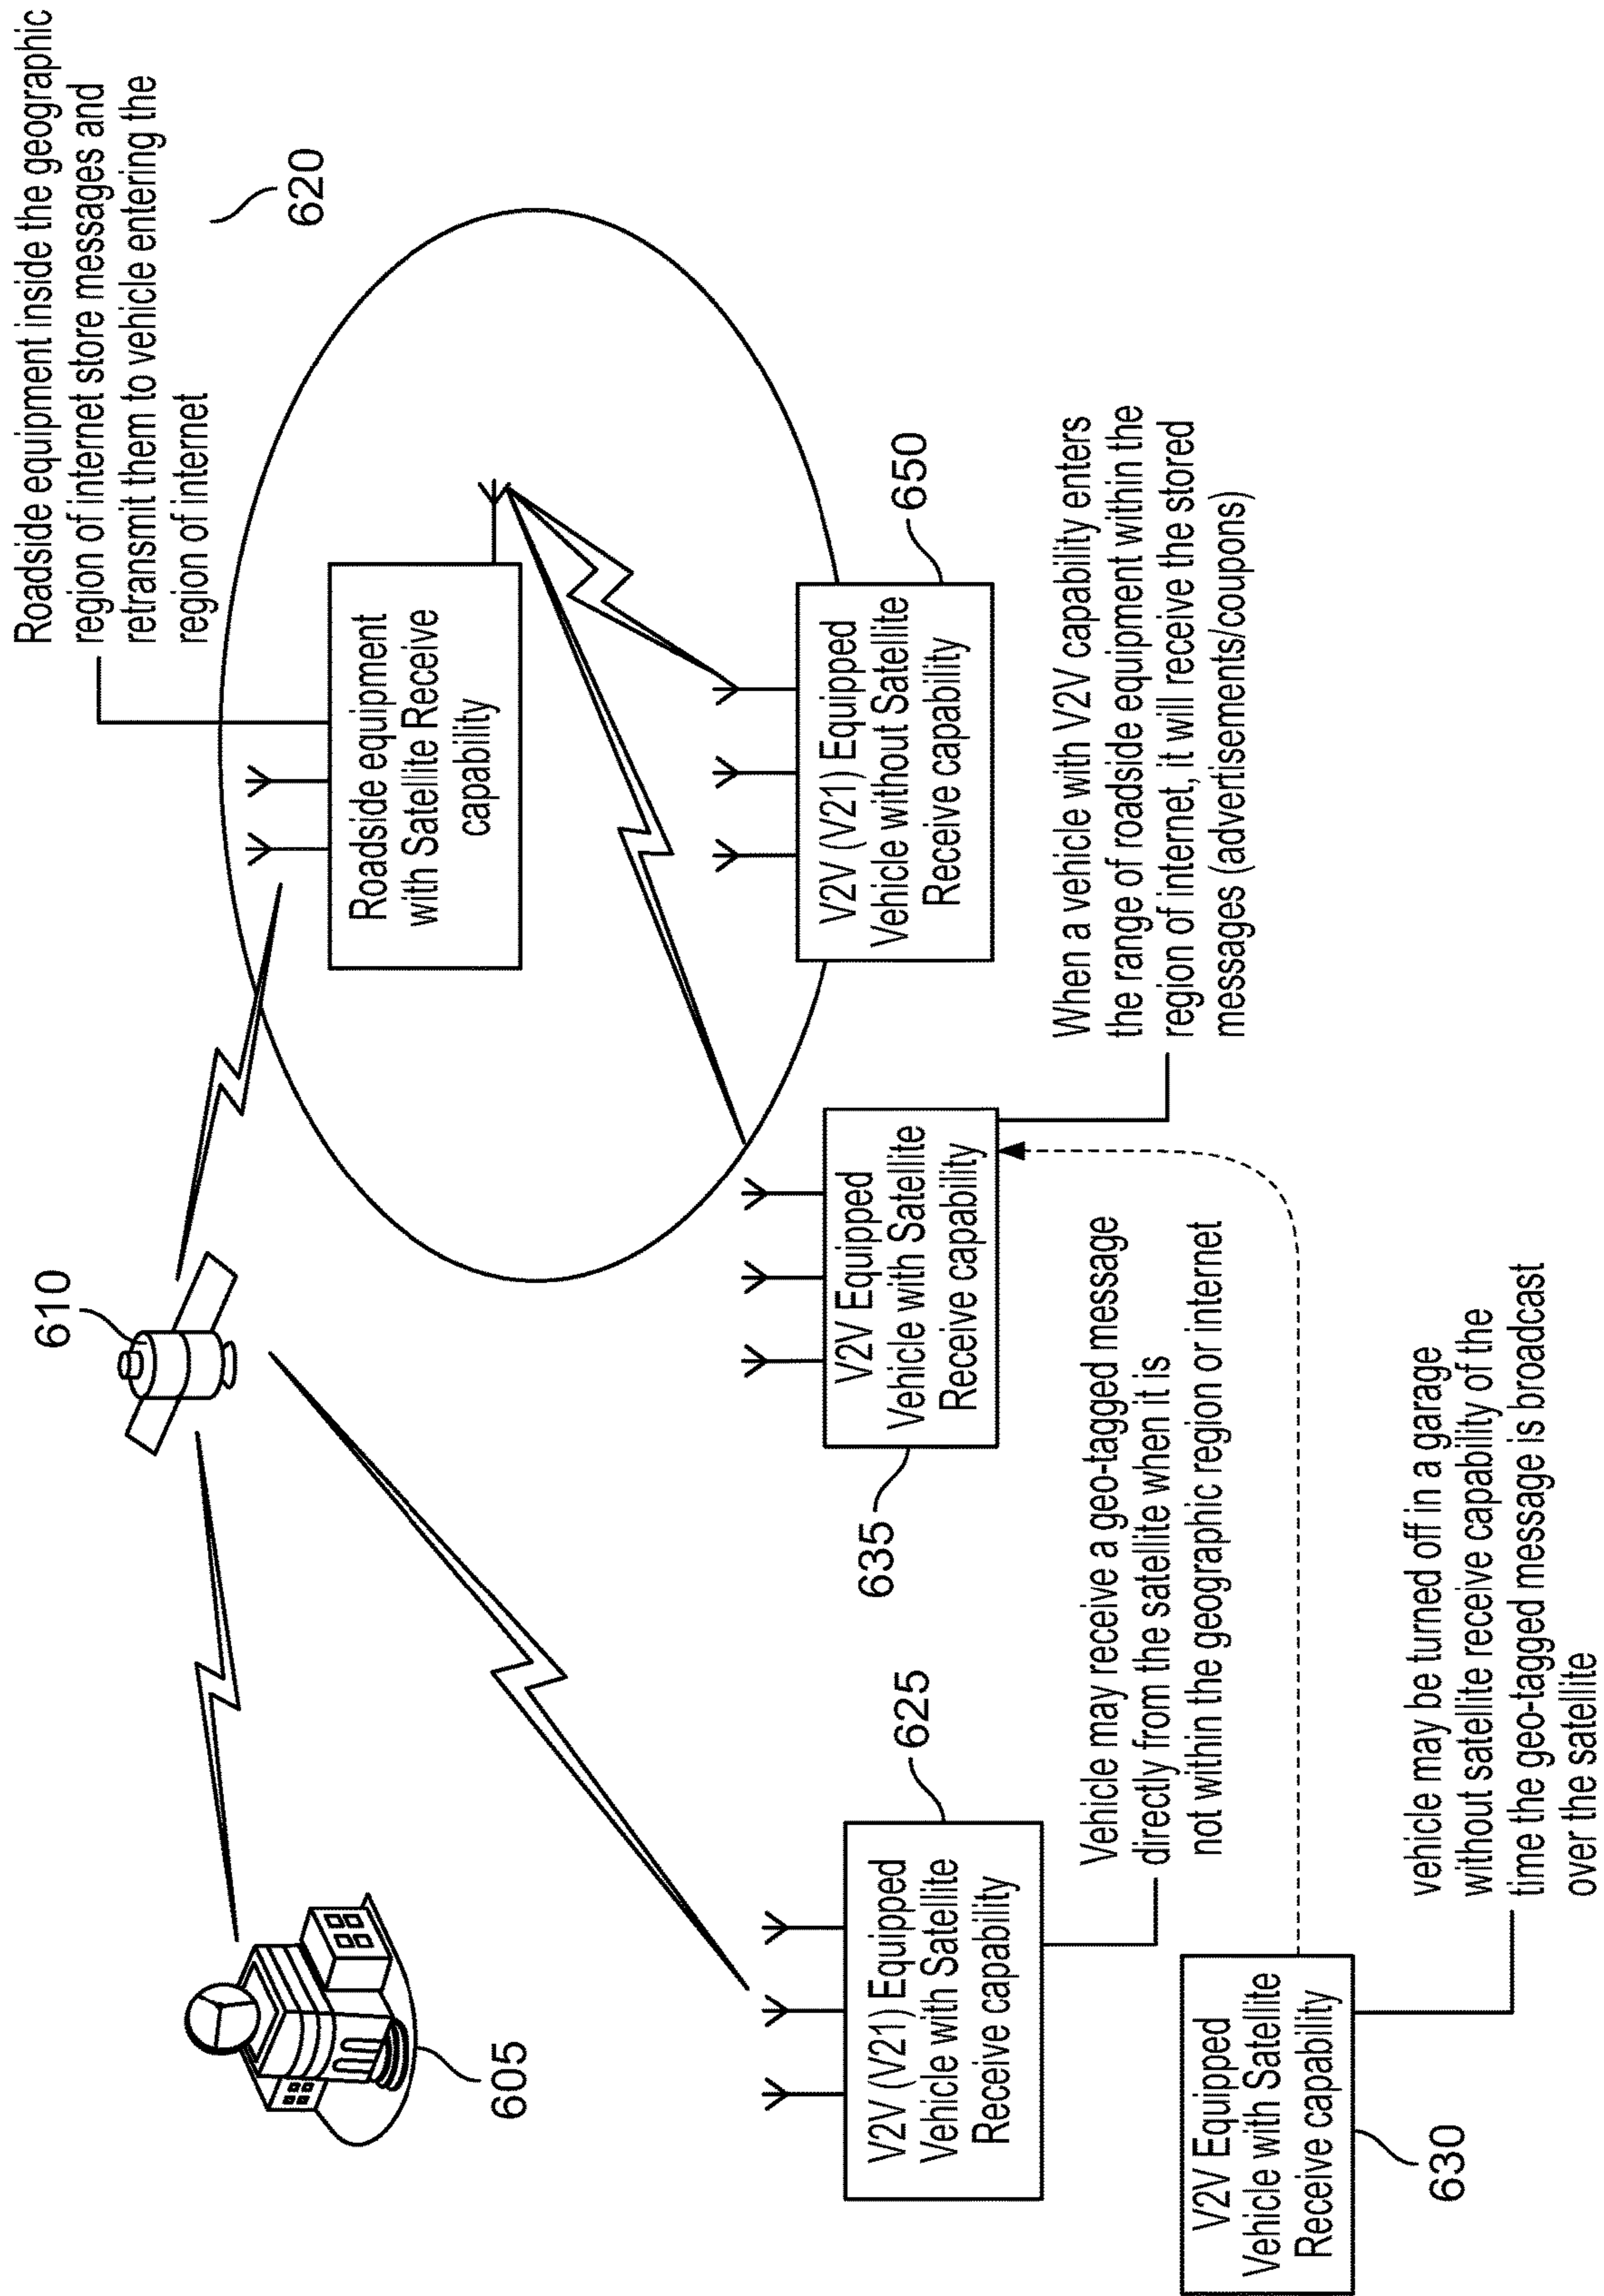 Roadside equipment inside the geographic
region of internet store messages and
retransmit them to vehicle entering the
region of internet
620
610
605
Roadside equipment
with Satellite Receive
capability
V2V (V21) Equipped
Vehicle without Satellite
Receive capability
650
V2V Equipped
Vehicle with Satellite
Receive capability
635
When a vehicle with V2V capability enters
the range of roadside equipment within the
region of internet, it will receive the stored
messages (advertisements/coupons)
V2V (V21) Equipped
Vehicle with Satellite
Receive capability
625
Vehicle may receive a geo-tagged message
directly from the satellite when it is
not within the geographic region or internet
V2V Equipped
Vehicle with Satellite
Receive capability
630
vehicle may be turned off in a garage
without satellite receive capability of the
time the geo-tagged message is broadcast
over the satellite